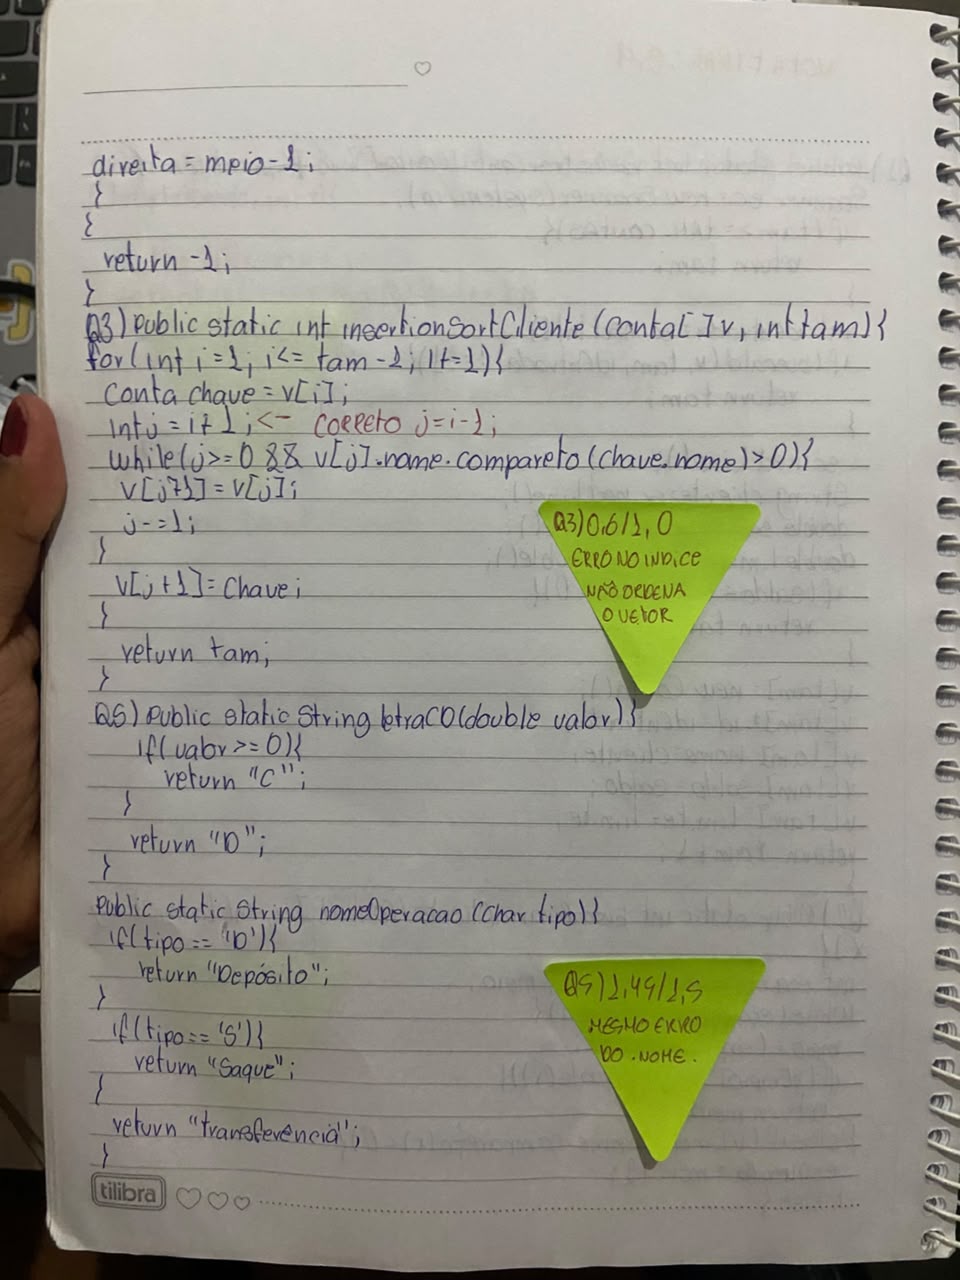 direita = meio - 1;
}
{
return -1;
}
Q3) Public static int insertionSortCliente (conta[] v, int tam) {
for (int i=1; i<= tam-1; i+=1) {
Conta chave = v[i];
int j = i+1; <- correto j=i-1;
while (j>=0 && v[j].nome.compareto (chave.nome) > 0) {
v[j+1] = v[j];
j-=1;
}
v[j+1] = Chave;
}
return tam;
}
Q3) 0,6/1,0
ERRO NO INDICE
NÃO ORDENA
O VETOR
Q5) Public static String letraCD (double valor) {
if (valor >= 0) {
return "C";
}
return "D";
}
Public static String nomeOperacao (Char tipo) {
if (tipo == 'D') {
return "Depósito";
}
if (tipo == 'S') {
return "Saque";
{
return "transferência";
}
Q5) 1,45/1,5
MESMO ERRO
DO .NOME.
tilibra